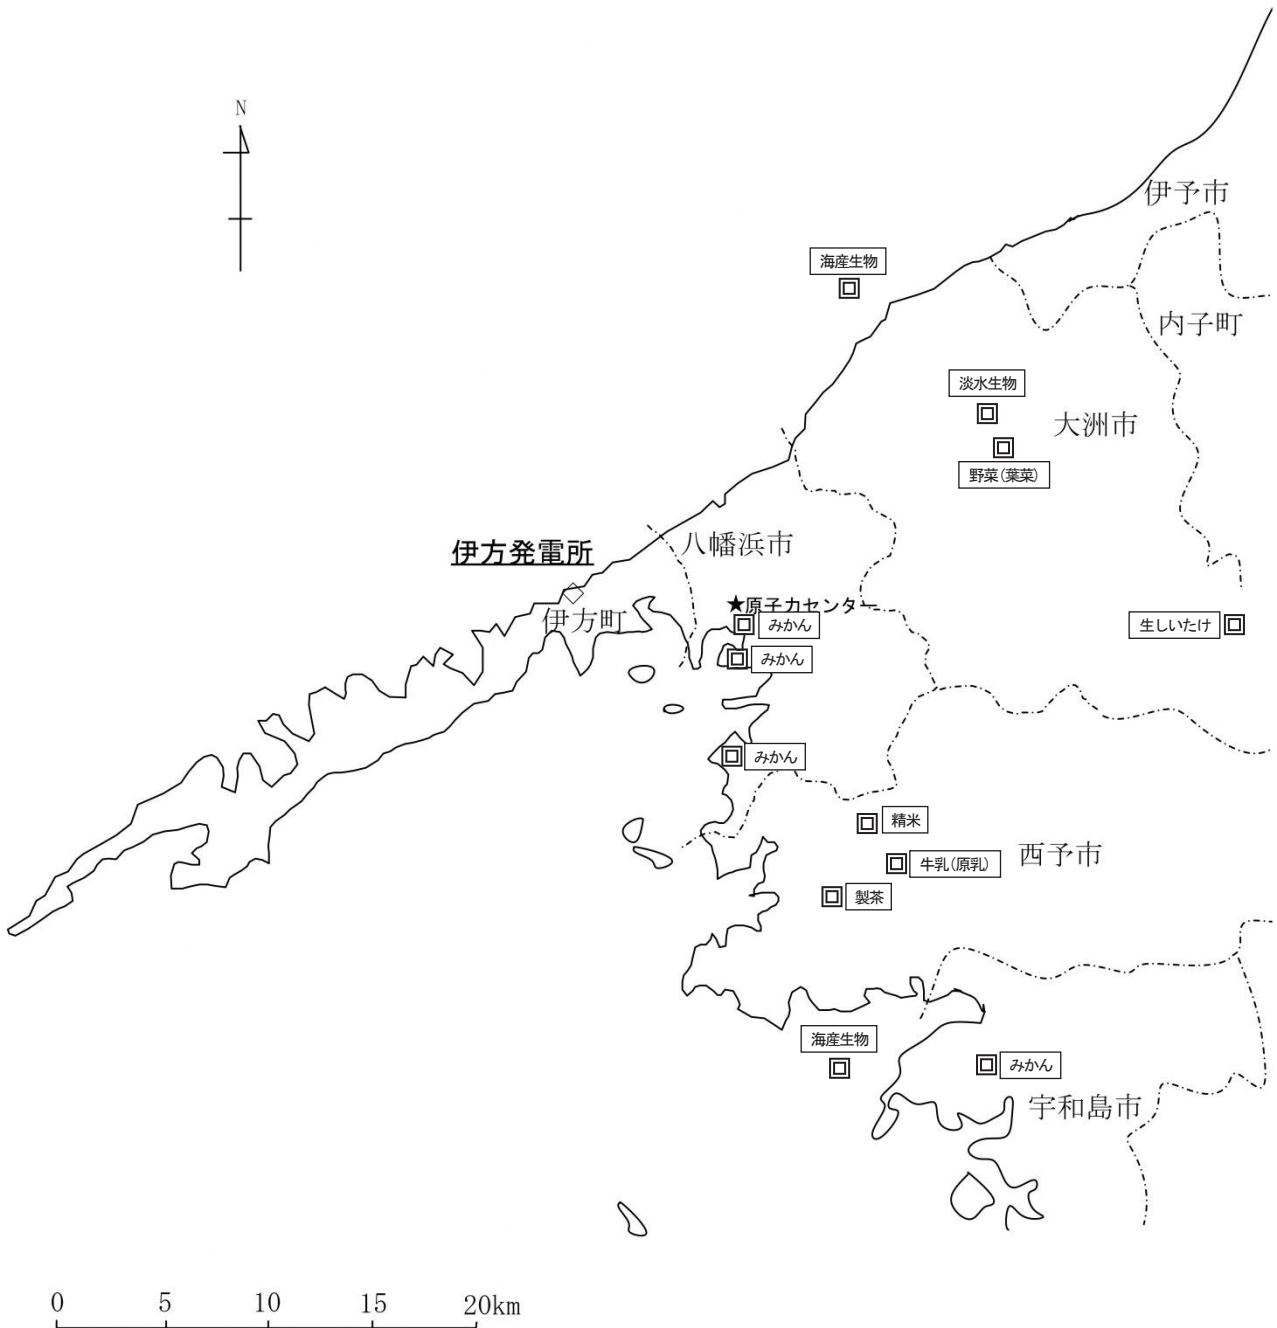 N
伊予市
海産生物
内子町
淡水生物
大洲市
野菜(葉菜)
八幡浜市
伊方発電所
★原子力センター
伊方町
みかん
生しいたけ
みかん
みかん
精米
西予市
牛乳(原乳)
製茶
海産生物
みかん
宇和島市
0 5 10 15 20km